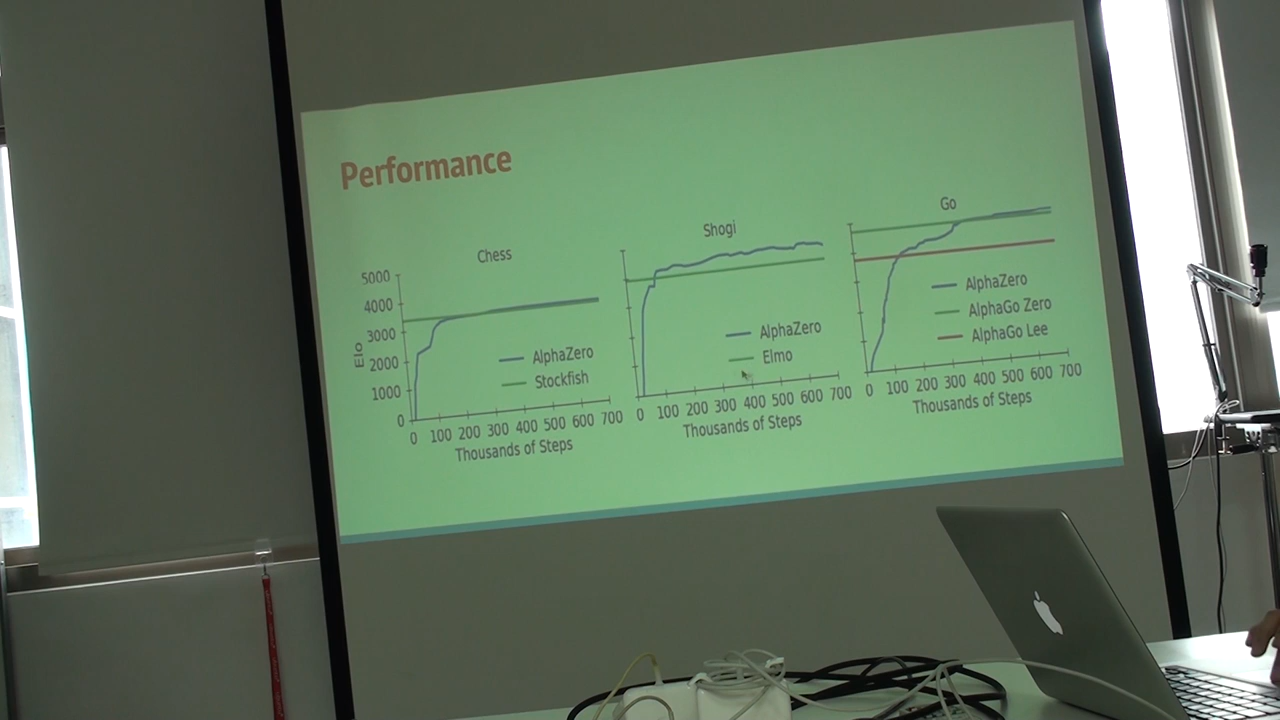 Performance
Chess
5000
4000
3000
2000
1000
0
Elo
AlphaZero
Stockfish
0 100 200 300 400 500 600 700
Thousands of Steps
Shogi
AlphaZero
Elmo
0 100 200 300 400 500 600 700
Thousands of Steps
Go
AlphaZero
AlphaGo Zero
AlphaGo Lee
0 100 200 300 400 500 600 700
Thousands of Steps